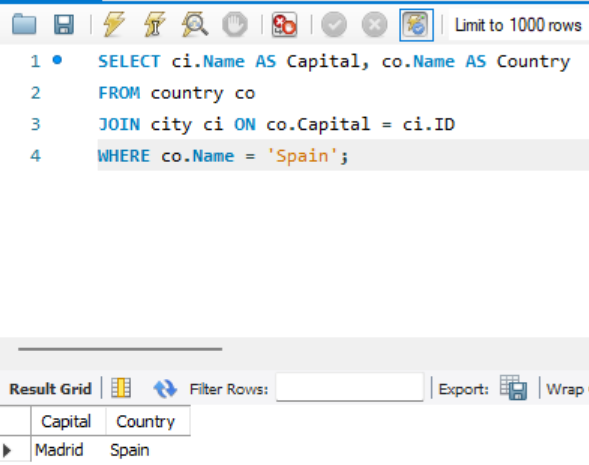 Limit to 1000 rows
1 SELECT ci.Name AS Capital, co.Name AS Country
2 FROM country co
3 JOIN city ci ON co.Capital = ci.ID
4 WHERE co.Name = 'Spain';
Result Grid Filter Rows: Export: Wrap
Capital Country
Madrid Spain